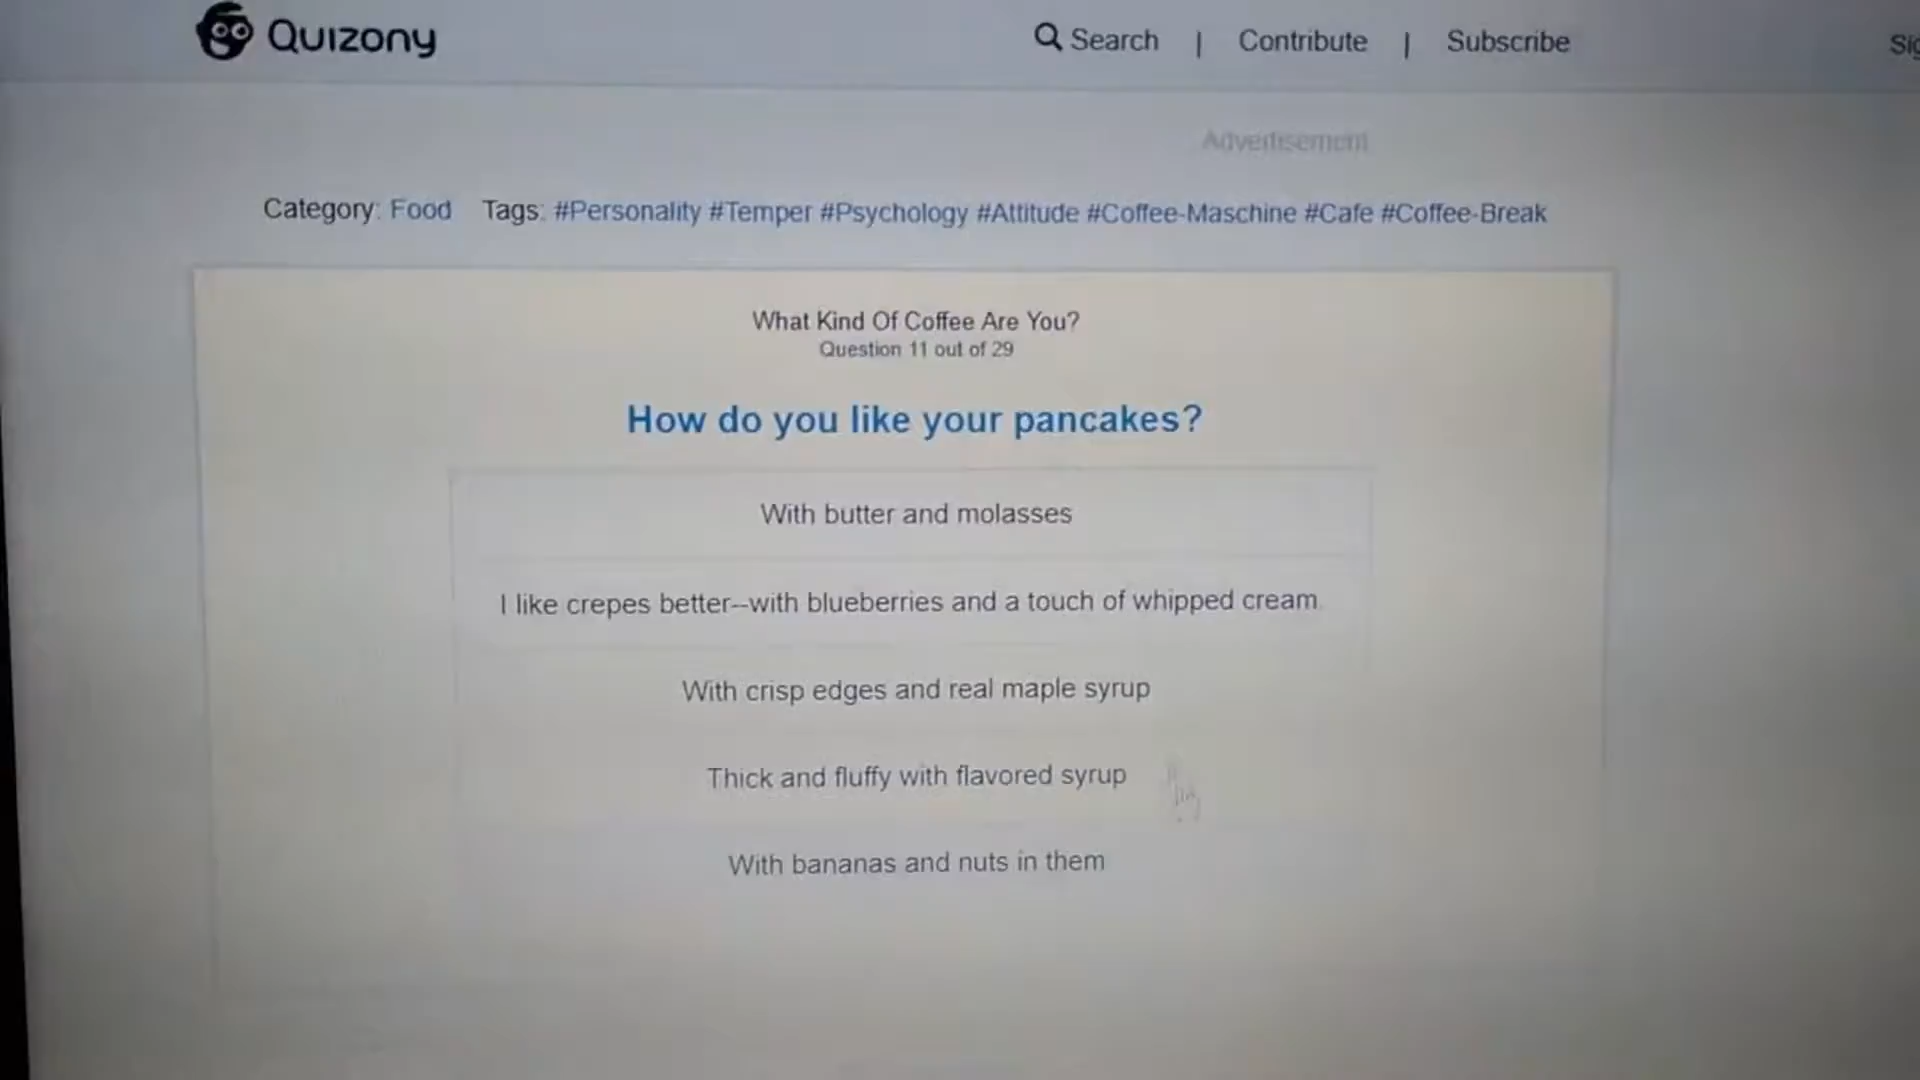 Quizony
Search | Contribute | Subscribe
Advertisement
Category: Food Tags: #Personality #Temper #Psychology #Attitude #Coffee-Maschine #Cafe #Coffee-Break
What Kind Of Coffee Are You?
Question 11 out of 29
How do you like your pancakes?
With butter and molasses
I like crepes better--with blueberries and a touch of whipped cream.
With crisp edges and real maple syrup
Thick and fluffy with flavored syrup
With bananas and nuts in them